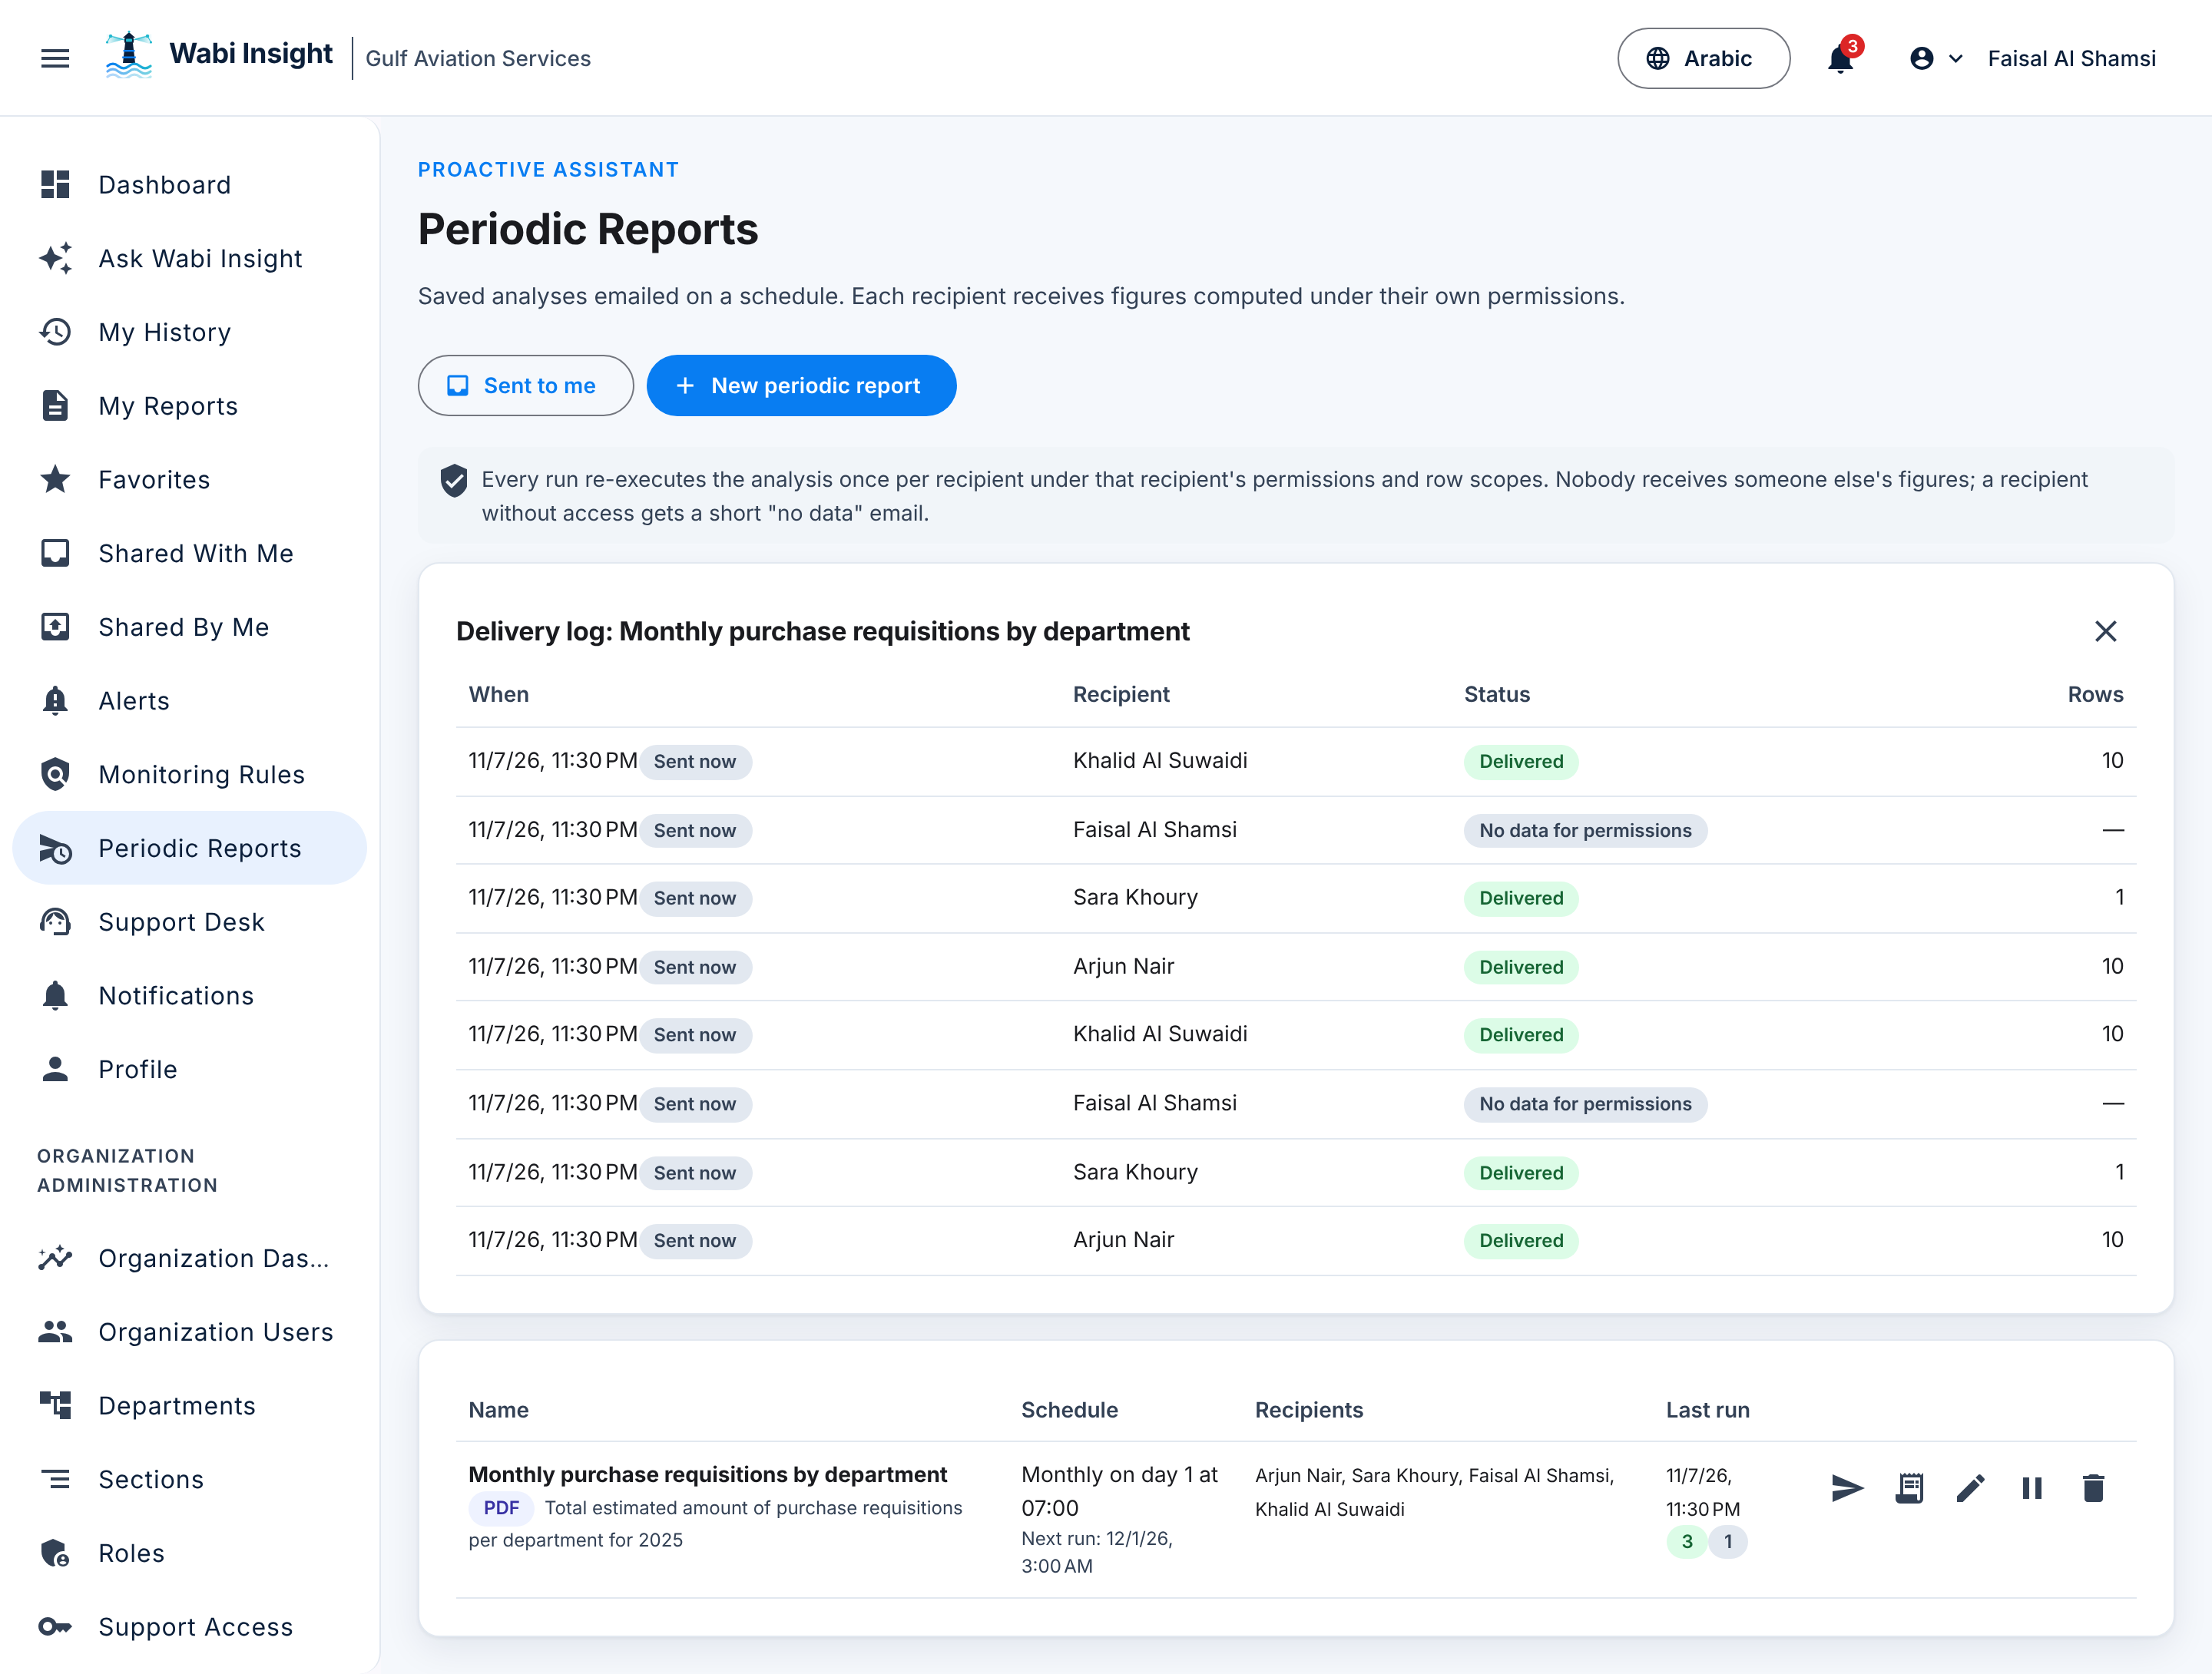 Wabi Insight
Gulf Aviation Services
Arabic
3
Faisal Al Shamsi
Dashboard
Ask Wabi Insight
My History
My Reports
Favorites
Shared With Me
Shared By Me
Alerts
Monitoring Rules
Periodic Reports
Support Desk
Notifications
Profile
ORGANIZATION
ADMINISTRATION
Organization Das...
Organization Users
Departments
Sections
Roles
Support Access
PROACTIVE ASSISTANT
Periodic Reports
Saved analyses emailed on a schedule. Each recipient receives figures computed under their own permissions.
Sent to me
New periodic report
Every run re-executes the analysis once per recipient under that recipient's permissions and row scopes. Nobody receives someone else's figures; a recipient
without access gets a short "no data" email.
Delivery log: Monthly purchase requisitions by department
When Recipient Status Rows
11/7/26, 11:30 PM Sent now Khalid Al Suwaidi Delivered 10
11/7/26, 11:30 PM Sent now Faisal Al Shamsi No data for permissions —
11/7/26, 11:30 PM Sent now Sara Khoury Delivered 1
11/7/26, 11:30 PM Sent now Arjun Nair Delivered 10
11/7/26, 11:30 PM Sent now Khalid Al Suwaidi Delivered 10
11/7/26, 11:30 PM Sent now Faisal Al Shamsi No data for permissions —
11/7/26, 11:30 PM Sent now Sara Khoury Delivered 1
11/7/26, 11:30 PM Sent now Arjun Nair Delivered 10
Name Schedule Recipients Last run
Monthly purchase requisitions by department
PDF Total estimated amount of purchase requisitions
per department for 2025
Monthly on day 1 at
07:00
Next run: 12/1/26,
3:00 AM
Arjun Nair, Sara Khoury, Faisal Al Shamsi,
Khalid Al Suwaidi
11/7/26,
11:30 PM
3 1